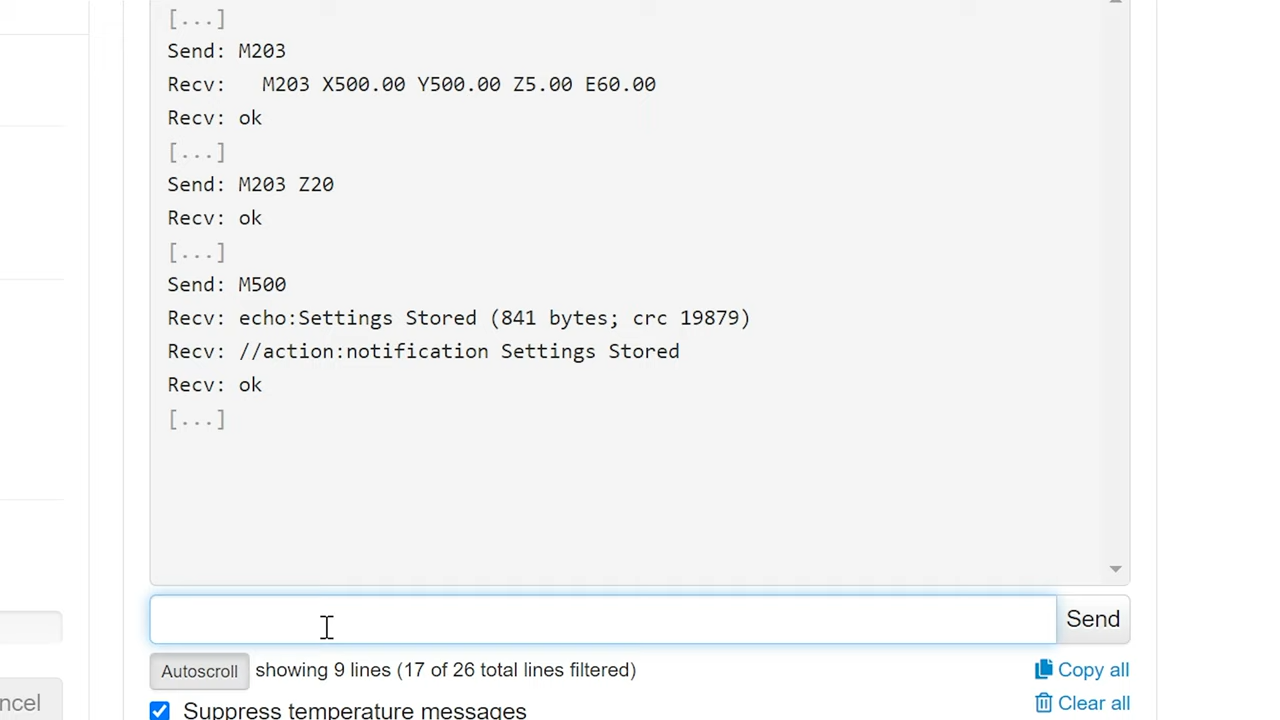 [...]
Send: M203
Recv:   M203 X500.00 Y500.00 Z5.00 E60.00
Recv: ok
[...]
Send: M203 Z20
Recv: ok
[...]
Send: M500
Recv: echo:Settings Stored (841 bytes; crc 19879)
Recv: //action:notification Settings Stored
Recv: ok
[...]
Send
Autoscroll showing 9 lines (17 of 26 total lines filtered)
Copy all
ncel
Clear all
Suppress temperature messages